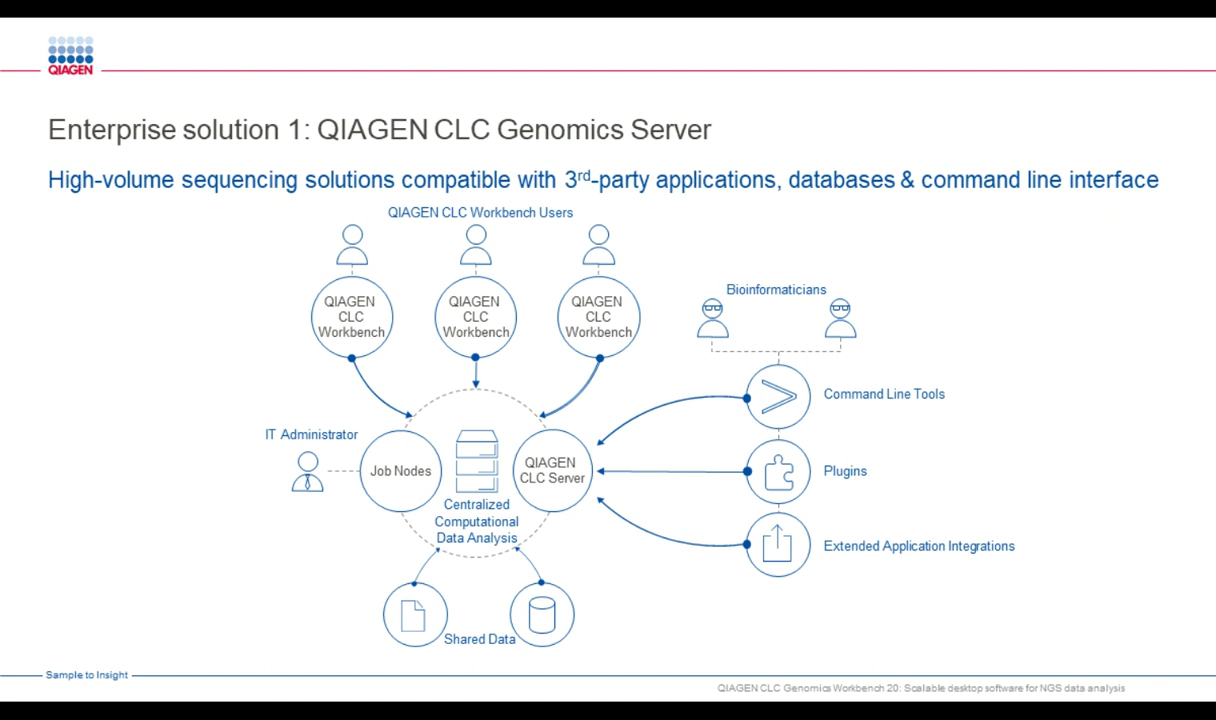 QIAGEN
Enterprise solution 1: QIAGEN CLC Genomics Server
High-volume sequencing solutions compatible with 3rd-party applications, databases & command line interface
QIAGEN CLC Workbench Users
QIAGEN
CLC
Workbench
QIAGEN
CLC
Workbench
QIAGEN
CLC
Workbench
Bioinformaticians
Command Line Tools
IT Administrator
Job Nodes
QIAGEN
CLC Server
Plugins
Centralized
Computational
Data Analysis
Extended Application Integrations
Shared Data
Sample to Insight
QIAGEN CLC Genomics Workbench 20: Scalable desktop software for NGS data analysis